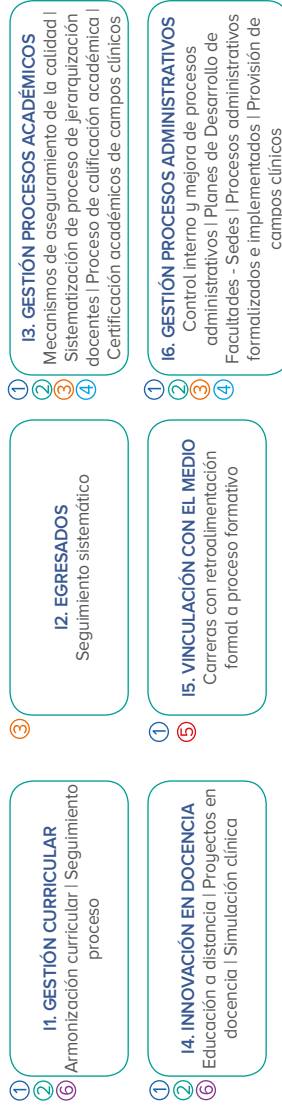 ①
②
⑥
I1. GESTIÓN CURRICULAR
Armonización curricular | Seguimiento
proceso
③
I2. EGRESADOS
Seguimiento sistemático
①
②
③
④
I3. GESTIÓN PROCESOS ACADÉMICOS
Mecanismos de aseguramiento de la calidad |
Sistematización de proceso de jerarquización
docentes | Proceso de calificación académica |
Certificación académicos de campos clínicos
①
②
⑥
I4. INNOVACIÓN EN DOCENCIA
Educación a distancia | Proyectos en
docencia | Simulación clínica
①
⑤
I5. VINCULACIÓN CON EL MEDIO
Carreras con retroalimentación
formal a proceso formativo
①
②
③
④
I6. GESTIÓN PROCESOS ADMINISTRATIVOS
Control interno y mejora de procesos
administrativos | Planes de Desarrollo de
Facultades - Sedes | Procesos administrativos
formalizados e implementados | Provisión de
campos clínicos